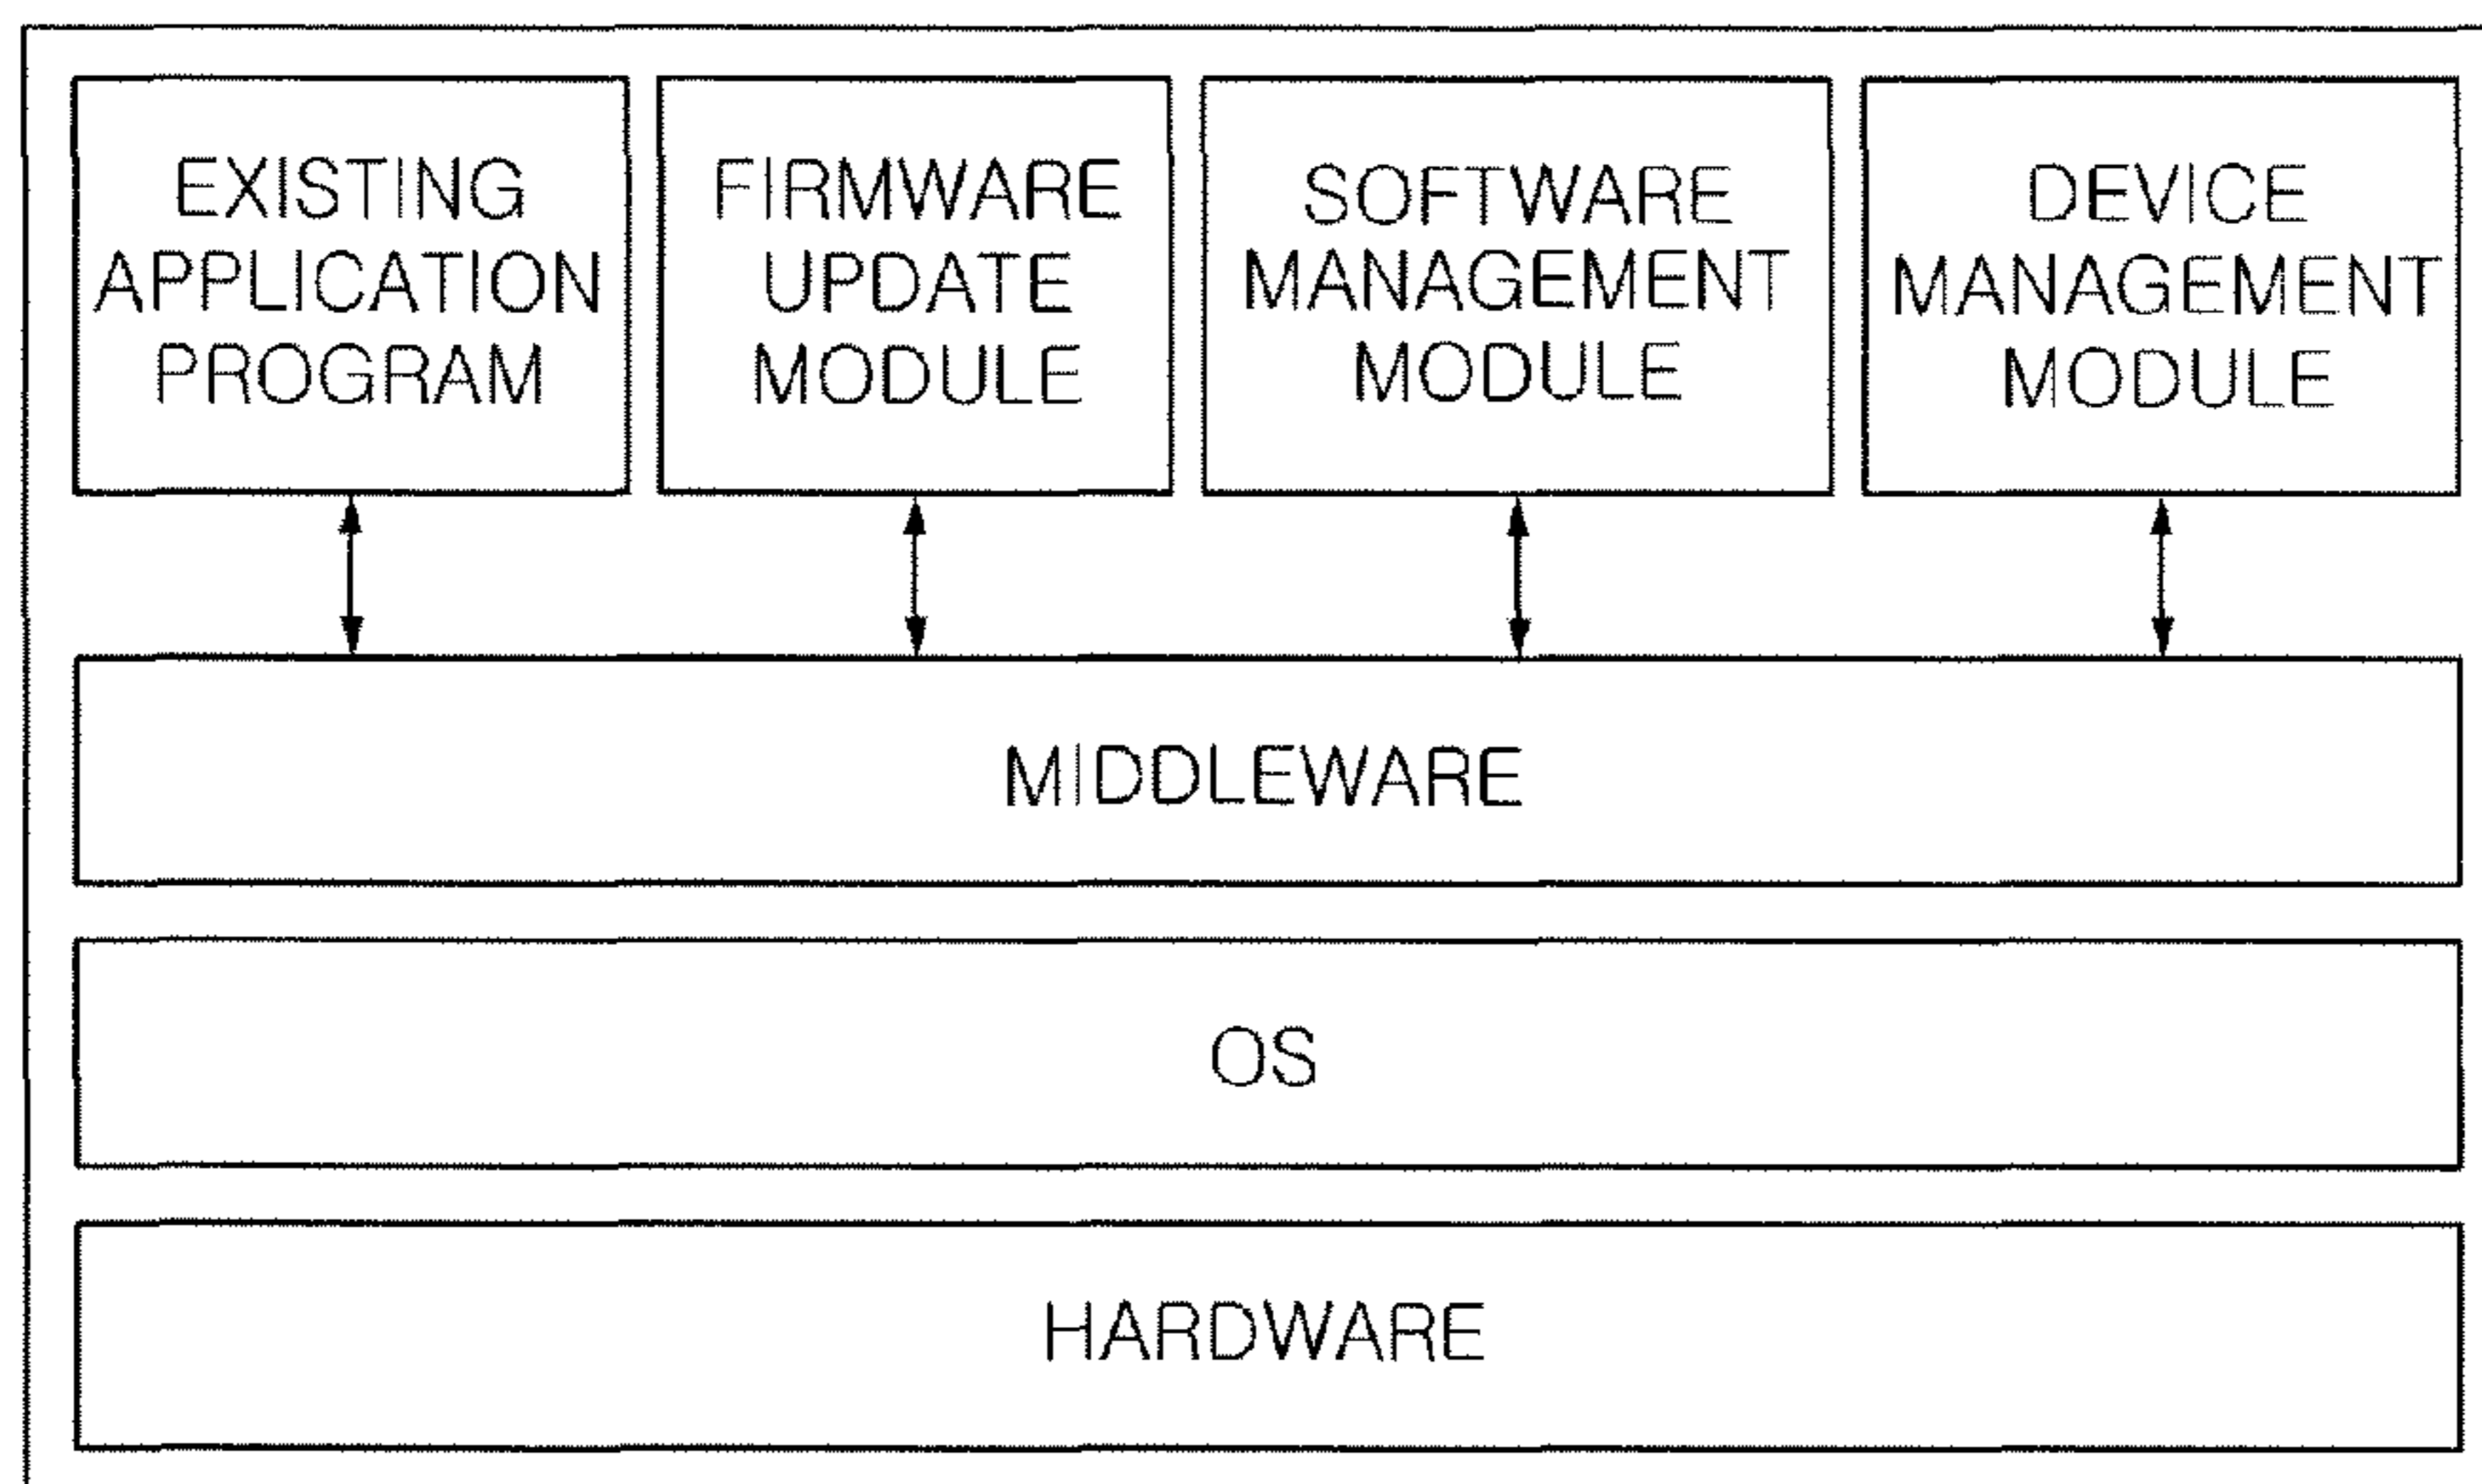 EXISTING
APPLICATION
PROGRAM
FIRMWARE
UPDATE
MODULE
SOFTWARE
MANAGEMENT
MODULE
DEVICE
MANAGEMENT
MODULE
MIDDLEWARE
OS
HARDWARE